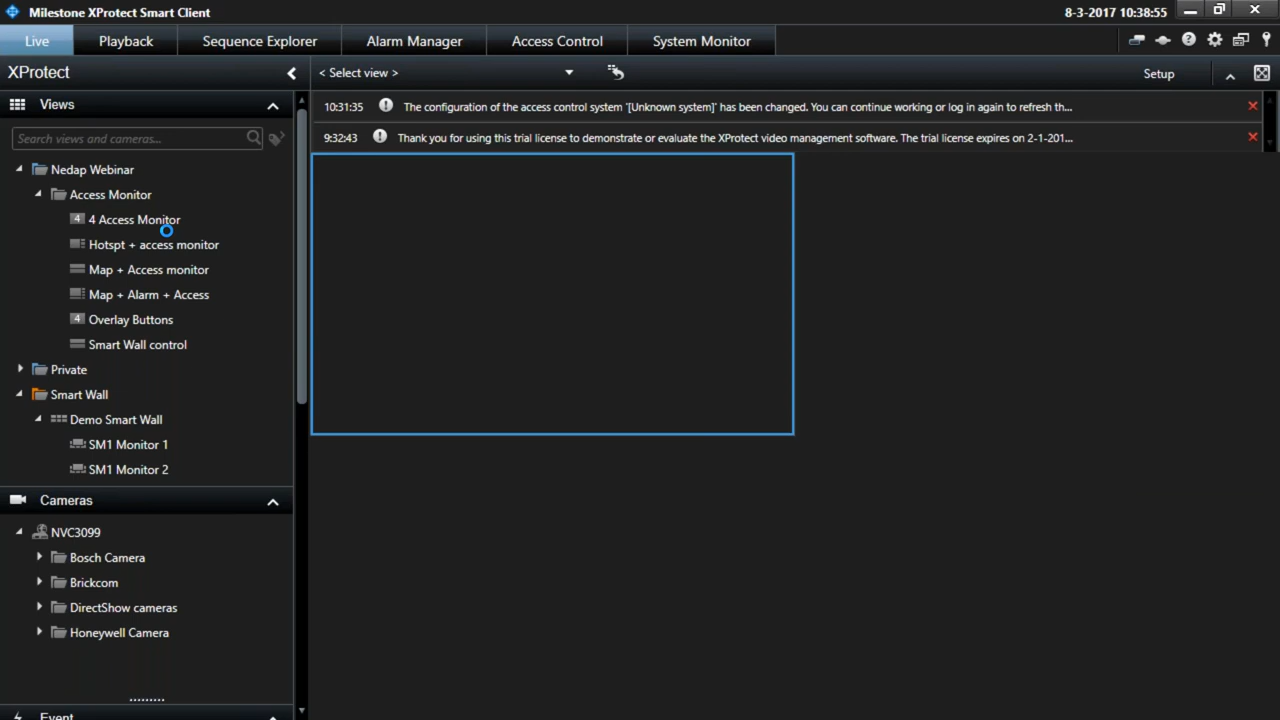 Milestone XProtect Smart Client
8-3-2017 10:38:55
Live
Playback
Sequence Explorer
Alarm Manager
Access Control
System Monitor
XProtect
< Select view >
Setup
Views
10:31:35 The configuration of the access control system '[Unknown system]' has been changed. You can continue working or log in again to refresh th...
Search views and cameras...
9:32:43 Thank you for using this trial license to demonstrate or evaluate the XProtect video management software. The trial license expires on 2-1-201...
Nedap Webinar
Access Monitor
4 4 Access Monitor
Hotspt + access monitor
Map + Access monitor
Map + Alarm + Access
4 Overlay Buttons
Smart Wall control
Private
Smart Wall
Demo Smart Wall
SM1 Monitor 1
SM1 Monitor 2
Cameras
NVC3099
Bosch Camera
Brickcom
DirectShow cameras
Honeywell Camera
Event